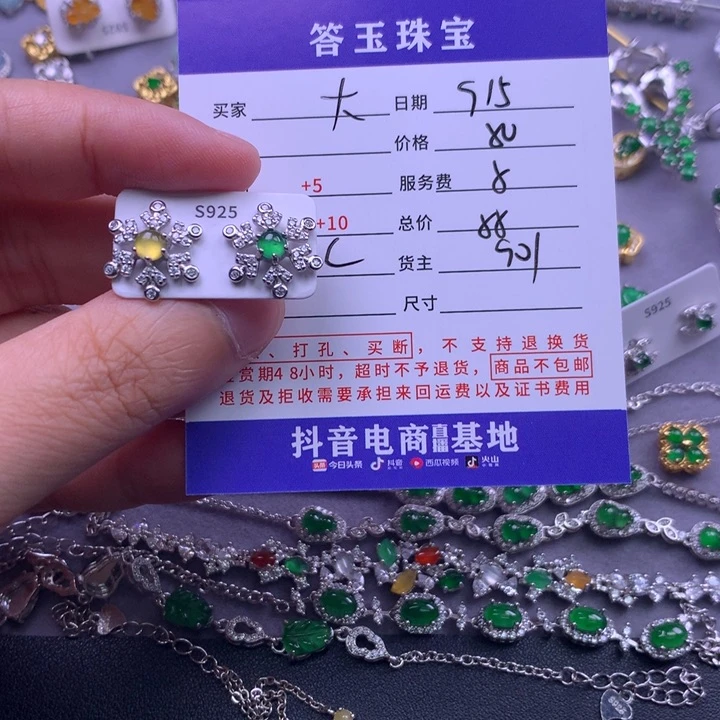 答玉珠宝
买家 大 日期 915
价格 80
+5 服务费 8
S925
+10 总价 88
货主 901
尺寸
、打孔、买断，不支持退换货
赏期48小时，超时不予退货，商品不包邮
退货及拒收需要承担来回运费以及证书费用
抖音电商直播基地
头条 今日头条 抖音 西瓜视频 火山
S925
S925